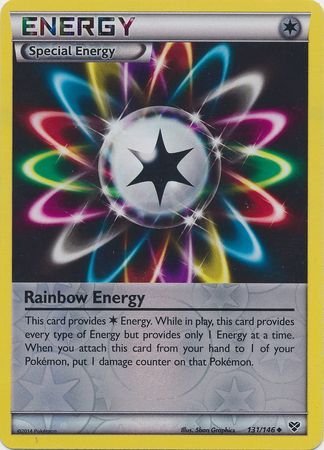 ENERGY
Special Energy
Rainbow Energy
This card provides ✶ Energy. While in play, this card provides
every type of Energy but provides only 1 Energy at a time.
When you attach this card from your hand to 1 of your
Pokémon, put 1 damage counter on that Pokémon.
©2014 Pokémon
Illus. 5ban Graphics
131/146